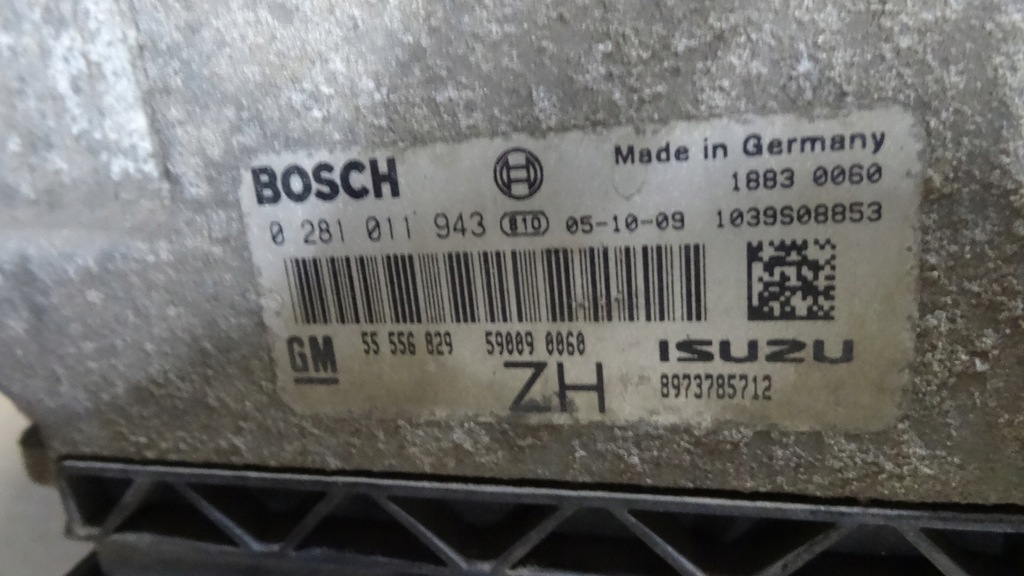 BOSCH Made in Germany
1883 0060
0 281 011 943 810 05-10-09 1039S08853
GM 55 556 829 59009 0060 ISUZU
ZH 8973785712